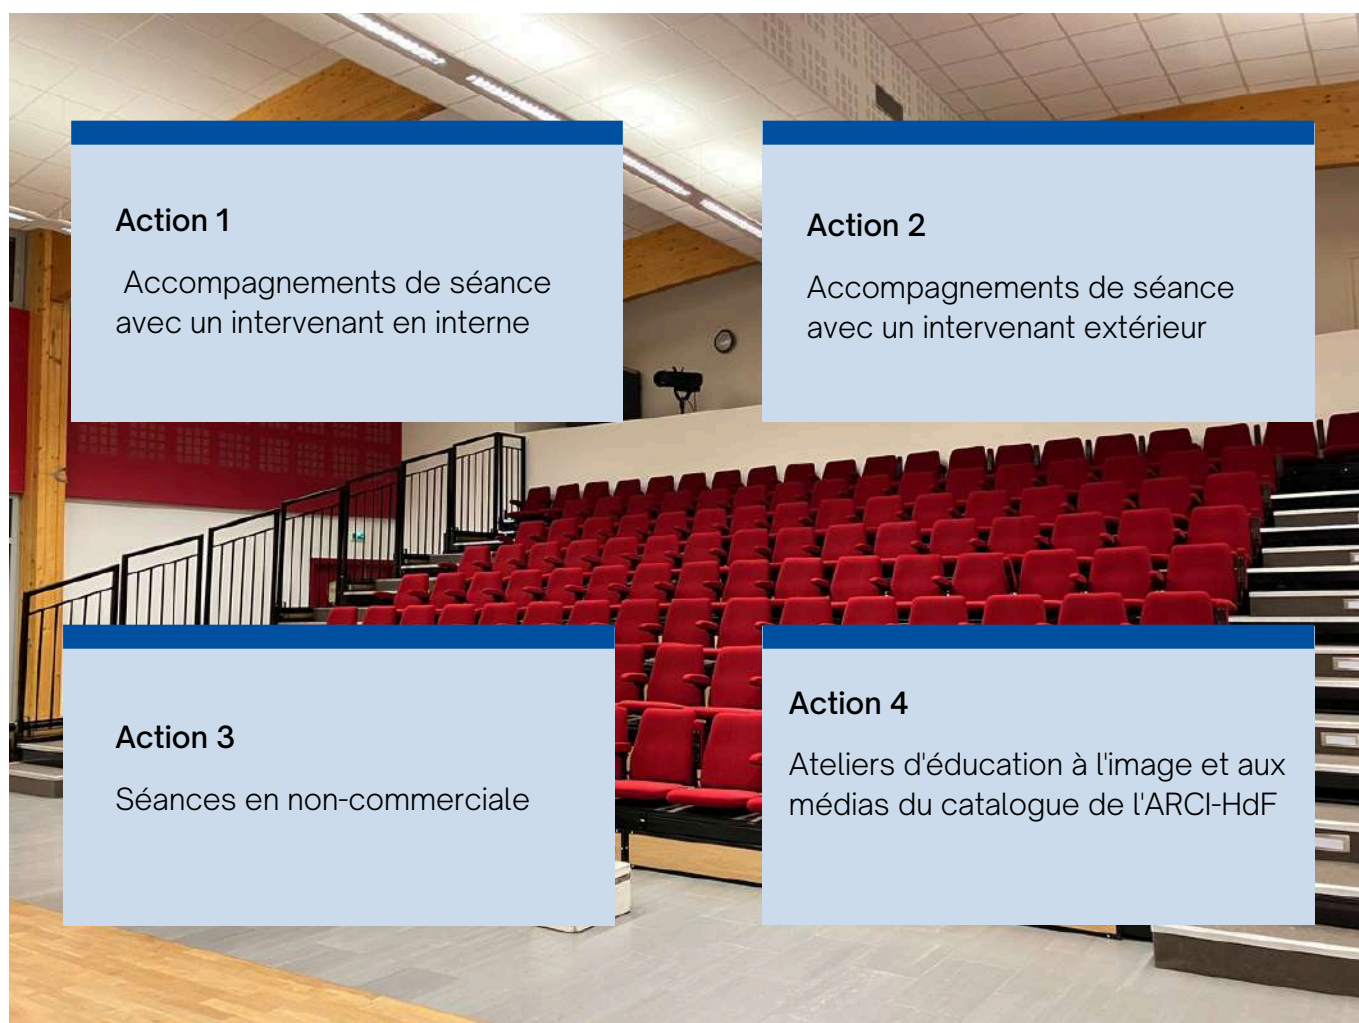 Action 1
Accompagnements de séance
avec un intervenant en interne
Action 2
Accompagnements de séance
avec un intervenant extérieur
Action 3
Séances en non-commerciale
Action 4
Ateliers d'éducation à l'image et aux
médias du catalogue de l'ARCI-HdF